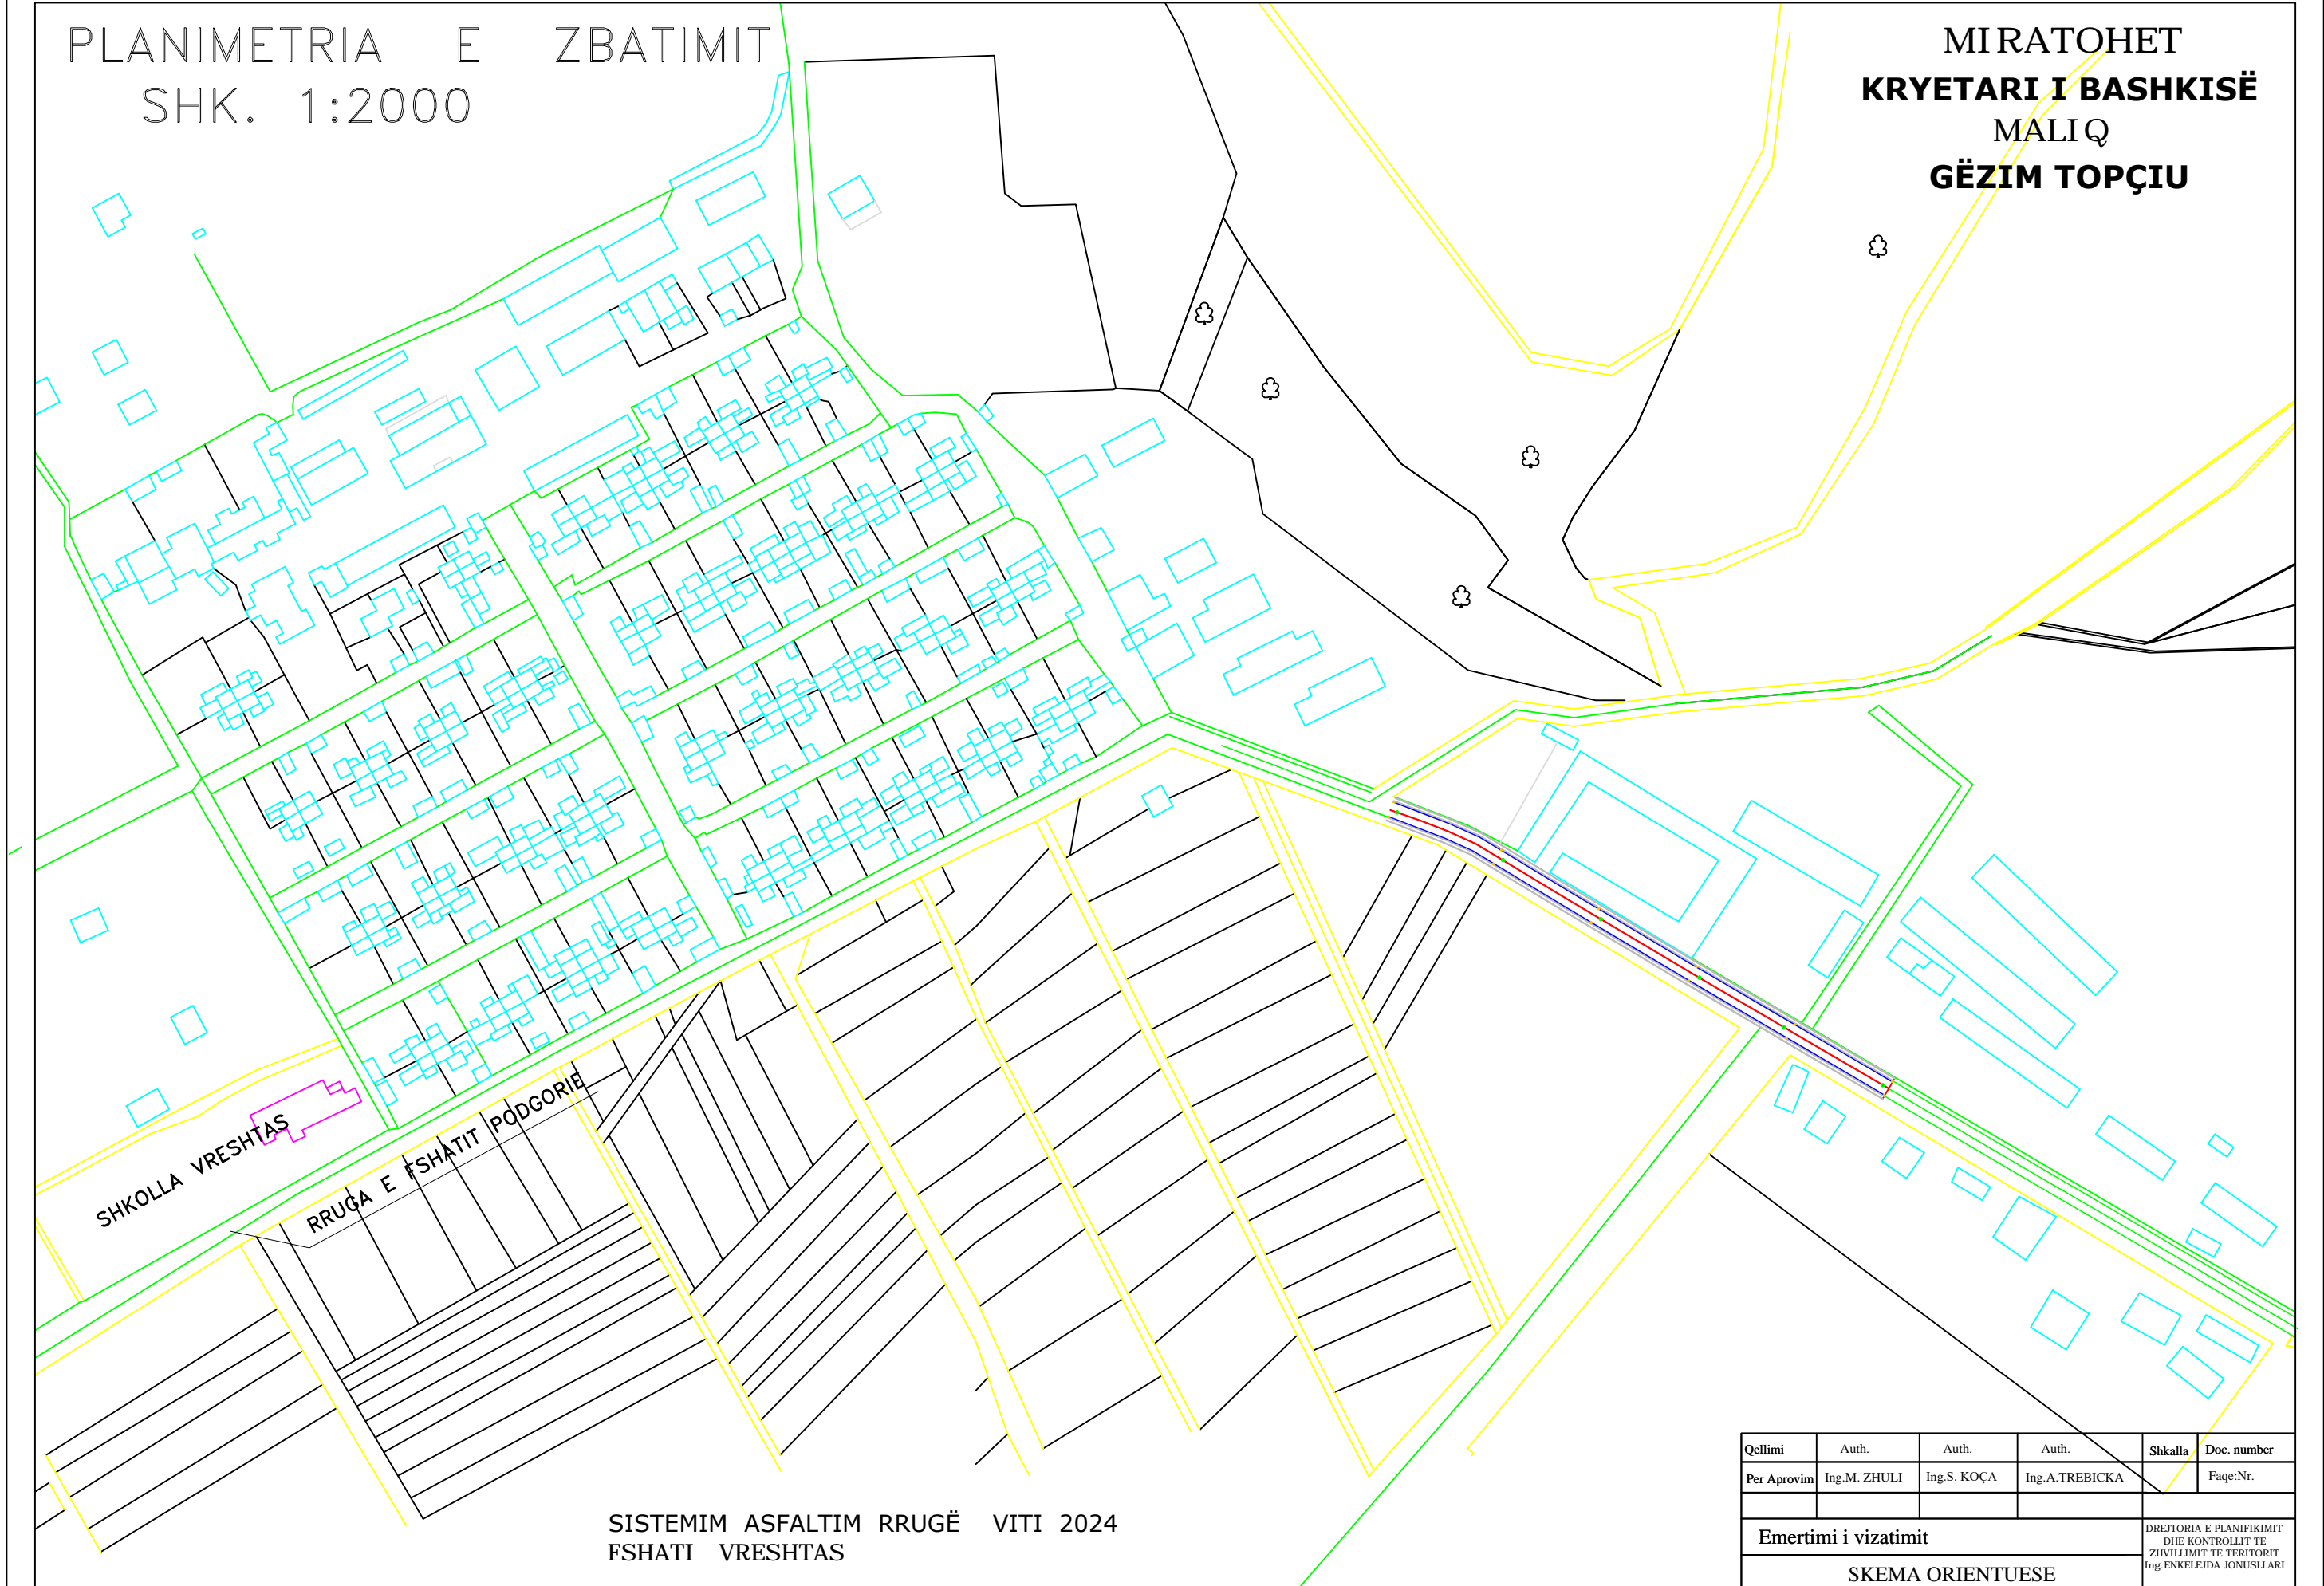 PLANIMETRIA E ZBATIMIT
SHK. 1:2000
MIRATOHET
KRYETARI I BASHKISË
MALIQ
GËZIM TOPÇIU
SHKOLLA VRESHTAS
RRUGA E FSHATIT PODGORIE
SISTEMIM ASFALTIM RRUGË VITI 2024
FSHATI VRESHTAS
Qellimi Auth. Auth. Auth. Shkalla Doc. number
Per Aprovim Ing.M. ZHULI Ing.S. KOÇA Ing.A.TREBICKA Faqe:Nr.
Emertimi i vizatimit
SKEMA ORIENTUESE
DREJTORIA E PLANIFIKIMIT
DHE KONTROLLIT TE
ZHVILLIMIT TE TERITORIT
Ing.ENKELEJDA JONUSLLARI